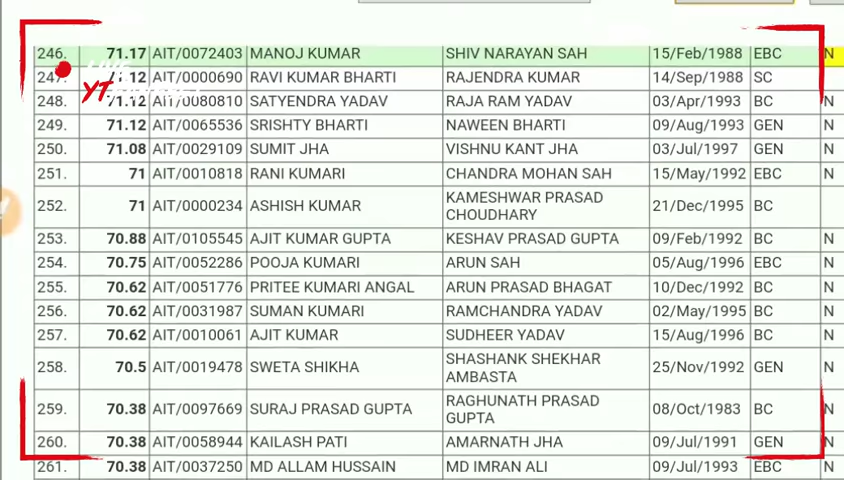 246. 71.17 AIT/0072403 MANOJ KUMAR SHIV NARAYAN SAH 15/Feb/1988 EBC N
247. 71.12 AIT/0000690 RAVI KUMAR BHARTI RAJENDRA KUMAR 14/Sep/1988 SC
248. 71.12 AIT/0080810 SATYENDRA YADAV RAJA RAM YADAV 03/Apr/1993 BC N
249. 71.12 AIT/0065536 SRISHTY BHARTI NAWEEN BHARTI 09/Aug/1993 GEN N
250. 71.08 AIT/0029109 SUMIT JHA VISHNU KANT JHA 03/Jul/1997 GEN N
251. 71 AIT/0010818 RANI KUMARI CHANDRA MOHAN SAH 15/May/1992 EBC N
252. 71 AIT/0000234 ASHISH KUMAR KAMESHWAR PRASAD CHOUDHARY 21/Dec/1995 BC
253. 70.88 AIT/0105545 AJIT KUMAR GUPTA KESHAV PRASAD GUPTA 09/Feb/1992 BC N
254. 70.75 AIT/0052286 POOJA KUMARI ARUN SAH 05/Aug/1996 EBC N
255. 70.62 AIT/0051776 PRITEE KUMARI ANGAL ARUN PRASAD BHAGAT 10/Dec/1992 BC N
256. 70.62 AIT/0031987 SUMAN KUMARI RAMCHANDRA YADAV 02/May/1995 BC N
257. 70.62 AIT/0010061 AJIT KUMAR SUDHEER YADAV 15/Aug/1996 BC N
258. 70.5 AIT/0019478 SWETA SHIKHA SHASHANK SHEKHAR AMBASTA 25/Nov/1992 GEN N
259. 70.38 AIT/0097669 SURAJ PRASAD GUPTA RAGHUNATH PRASAD GUPTA 08/Oct/1983 BC N
260. 70.38 AIT/0058944 KAILASH PATI AMARNATH JHA 09/Jul/1991 GEN N
261. 70.38 AIT/0037250 MD ALLAM HUSSAIN MD IMRAN ALI 09/Jul/1993 EBC N
LIVE
YT